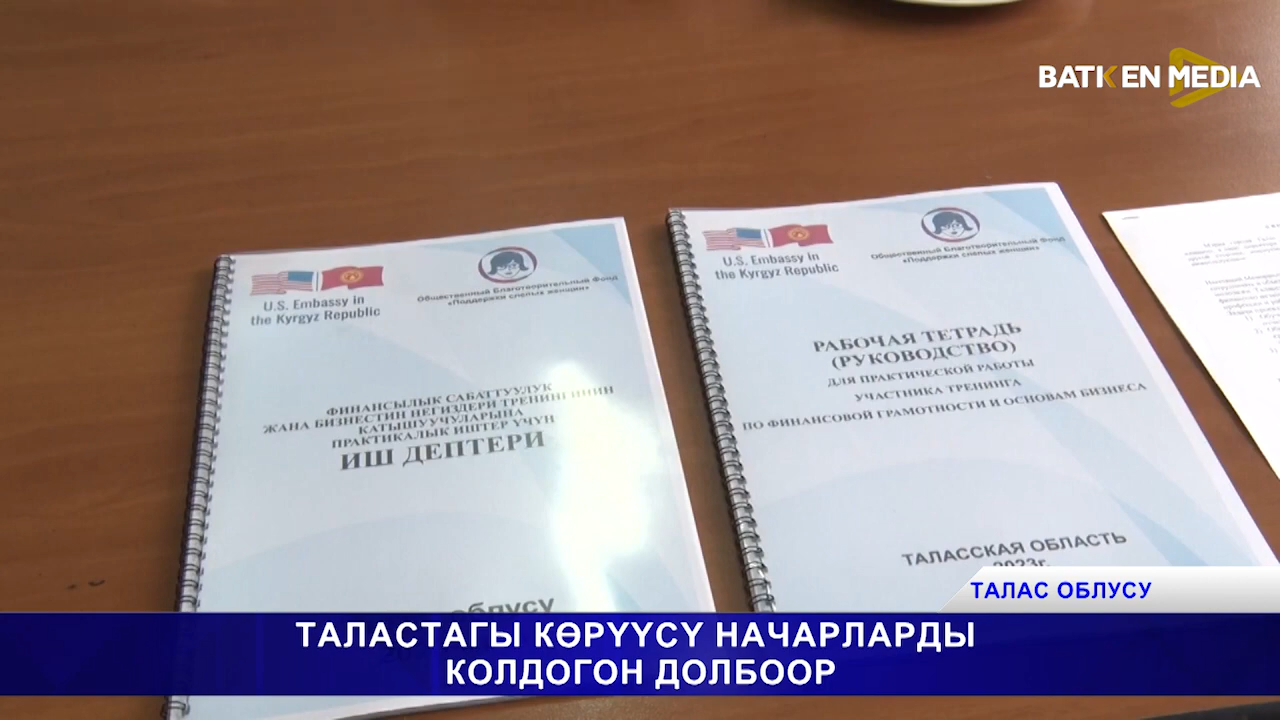 BATKEN MEDIA
U.S. Embassy in
the Kyrgyz Republic
Общественный Благотворительный Фонд
«Поддержки слепых женщин»
ФИНАНСЫЛЫК САБАТТУУЛУК
ЖАНА БИЗНЕСТИН НЕГИЗДЕРИ
КАТЫШУУЧУЛАРЫНА
ПРАКТИКАЛЫК ИШТЕР ҮЧҮН
ИШ ДЕПТЕРИ
U.S. Embassy in
the Kyrgyz Republic
Общественный Благотворительный Фонд
«Поддержки слепых женщин»
РАБОЧАЯ ТЕТРАДЬ
(РУКОВОДСТВО)
ДЛЯ ПРАКТИЧЕСКОЙ РАБОТЫ
УЧАСТНИКА ТРЕНИНГА
ПО ФИНАНСОВОЙ ГРАМОТНОСТИ И ОСНОВАМ БИЗНЕСА
ТАЛАССКАЯ ОБЛАСТЬ
2023г.
ТАЛАС ОБЛУСУ
ТАЛАСТАГЫ КӨРҮҮСҮ НАЧАРЛАРДЫ
КОЛДОГОН ДОЛБООР